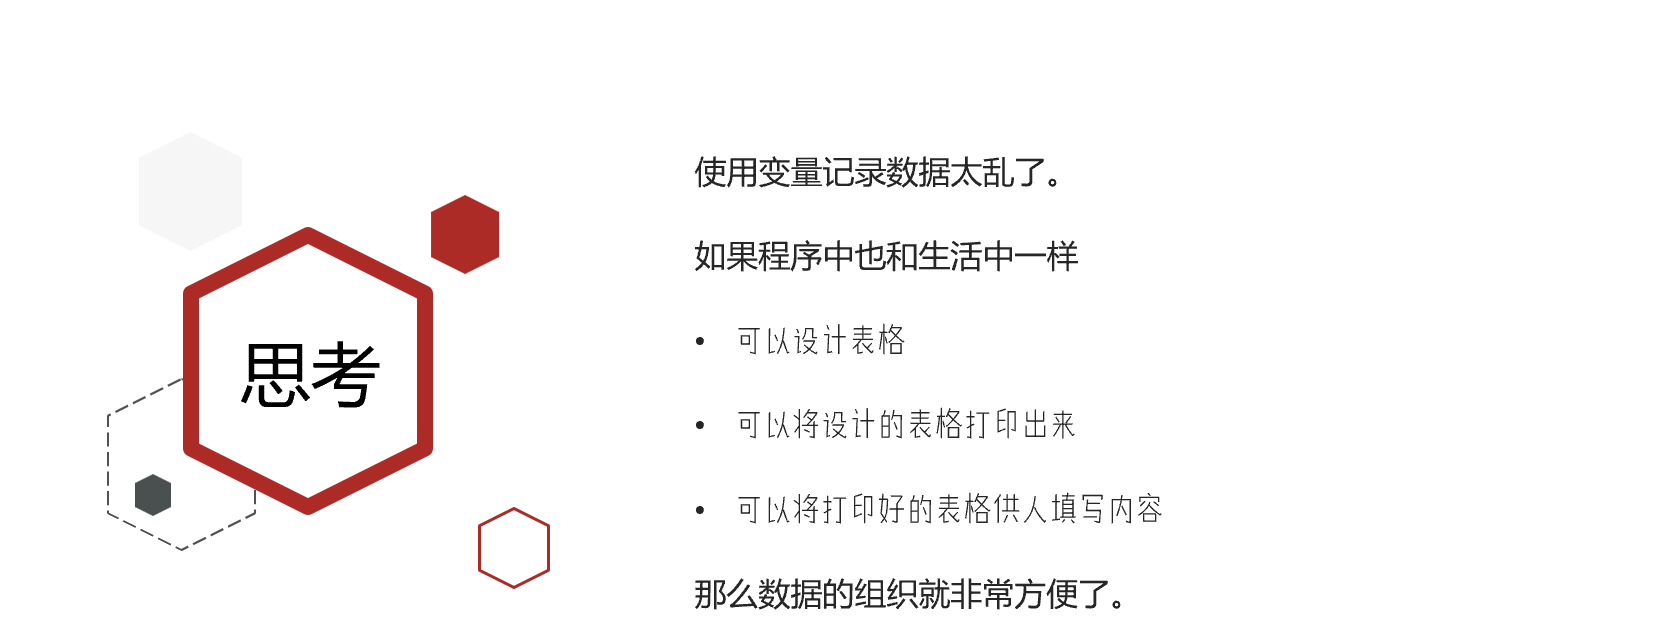 思考
使用变量记录数据太乱了。
如果程序中也和生活中一样
• 可以设计表格
• 可以将设计的表格打印出来
• 可以将打印好的表格供人填写内容
那么数据的组织就非常方便了。